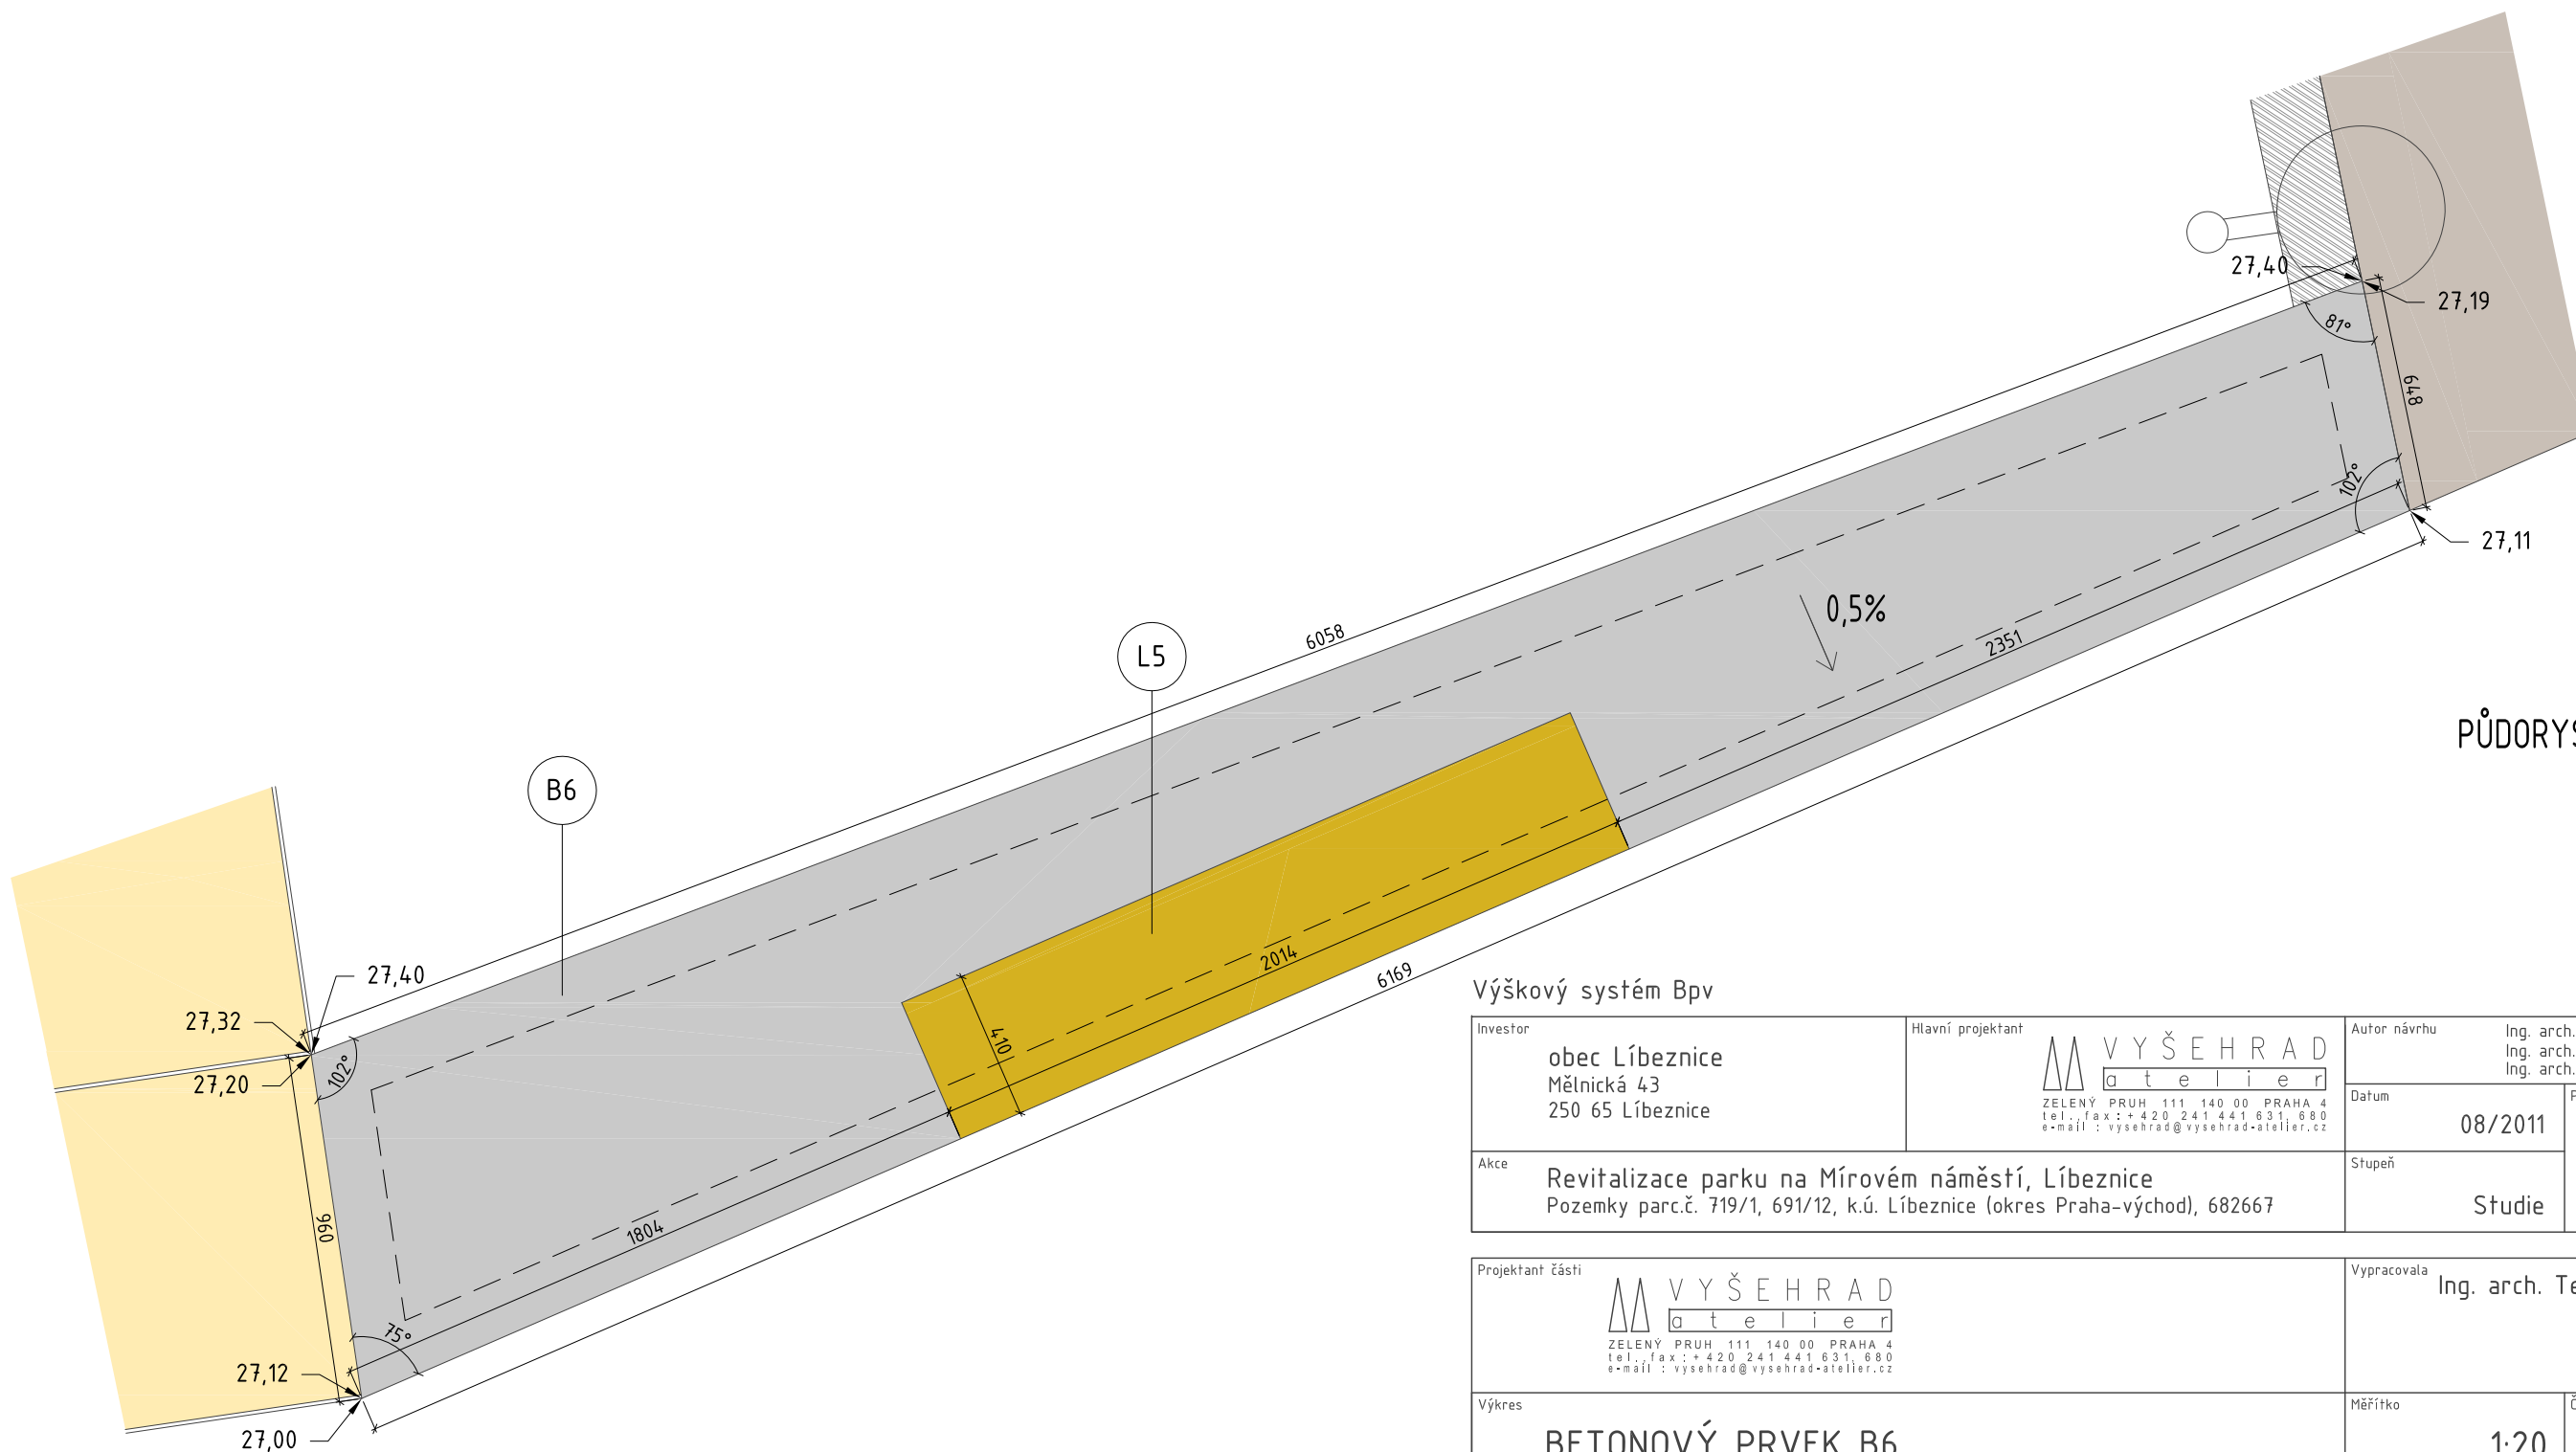 27,40
27,19
81°
649
102°
27,11
0,5%
2351
6058
L5
B6
27,40
27,32
102°
27,20
410
2014
6169
1804
960
75°
27,12
27,00
Výškový systém Bpv
Investor
obec Líbeznice
Mělnická 43
250 65 Líbeznice
Hlavní projektant
VYŠEHRAD
atelier
ZELENÝ PRUH 111 140 00 PRAHA 4
tel.,fax:+420 241 441 631, 680
e-mail : vysehrad@vysehrad-atelier.cz
Autor návrhu
Ing. arch.
Ing. arch.
Ing. arch.
Datum
08/2011
Akce
Revitalizace parku na Mírovém náměstí, Líbeznice
Pozemky parc.č. 719/1, 691/12, k.ú. Líbeznice (okres Praha-východ), 682667
Stupeň
Studie
Projektant části
VYŠEHRAD
atelier
ZELENÝ PRUH 111 140 00 PRAHA 4
tel.,fax:+420 241 441 631, 680
e-mail : vysehrad@vysehrad-atelier.cz
Vypracovala
Ing. arch.
Výkres
BETONOVÝ PRVEK B6
Měřítko
1:20